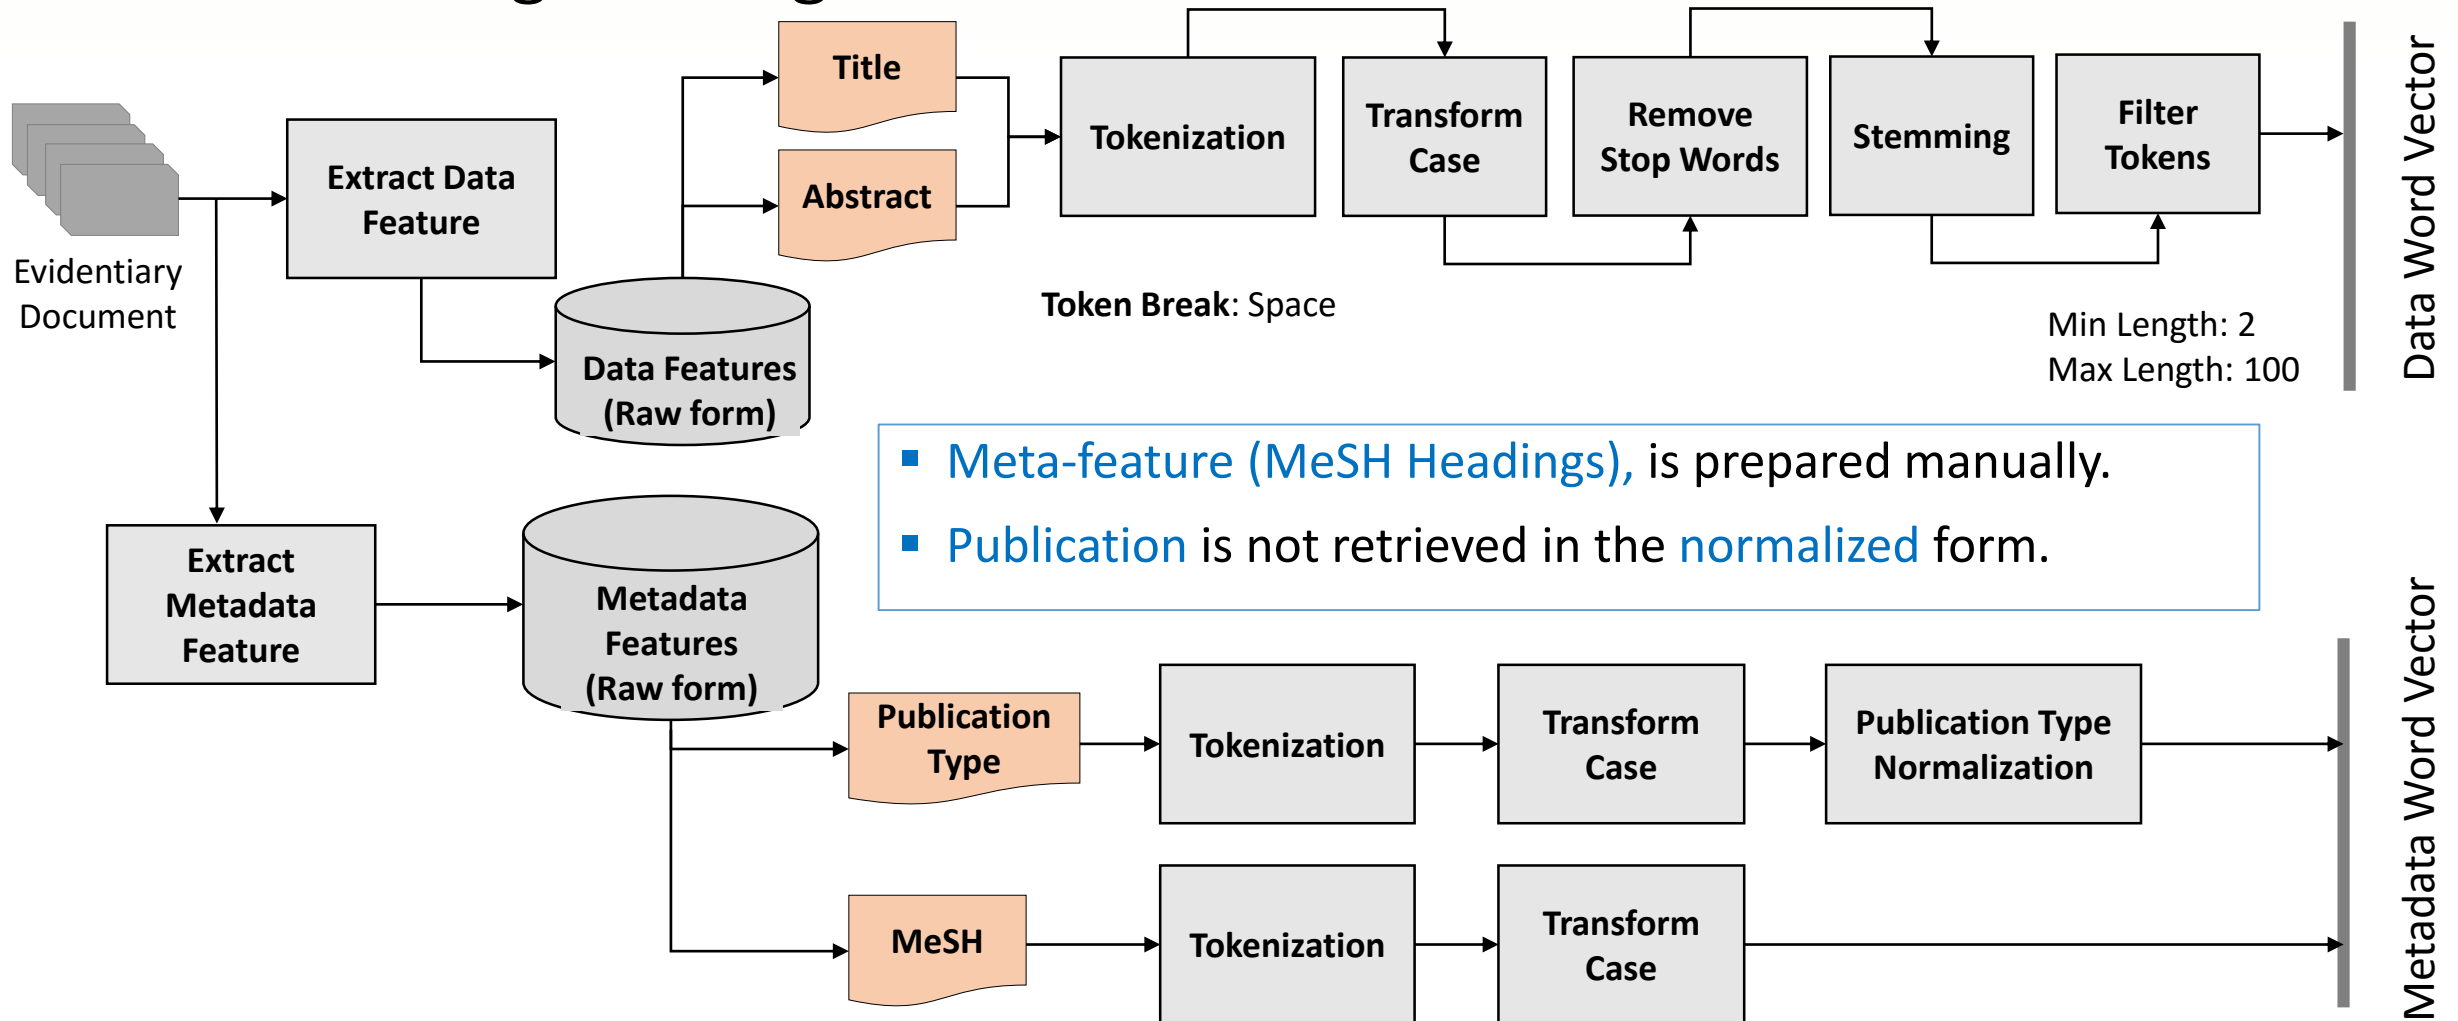 Title
Abstract
Tokenization
Transform
Case
Remove
Stop Words
Stemming
Filter
Tokens
Data Word Vector
Extract Data
Feature
Evidentiary
Document
Token Break: Space
Min Length: 2
Max Length: 100
Data Features
(Raw form)
▪ Meta-feature (MeSH Headings), is prepared manually.
▪ Publication is not retrieved in the normalized form.
Extract
Metadata
Feature
Metadata
Features
(Raw form)
Publication
Type
Tokenization
Transform
Case
Publication Type
Normalization
Metadata Word Vector
MeSH
Tokenization
Transform
Case